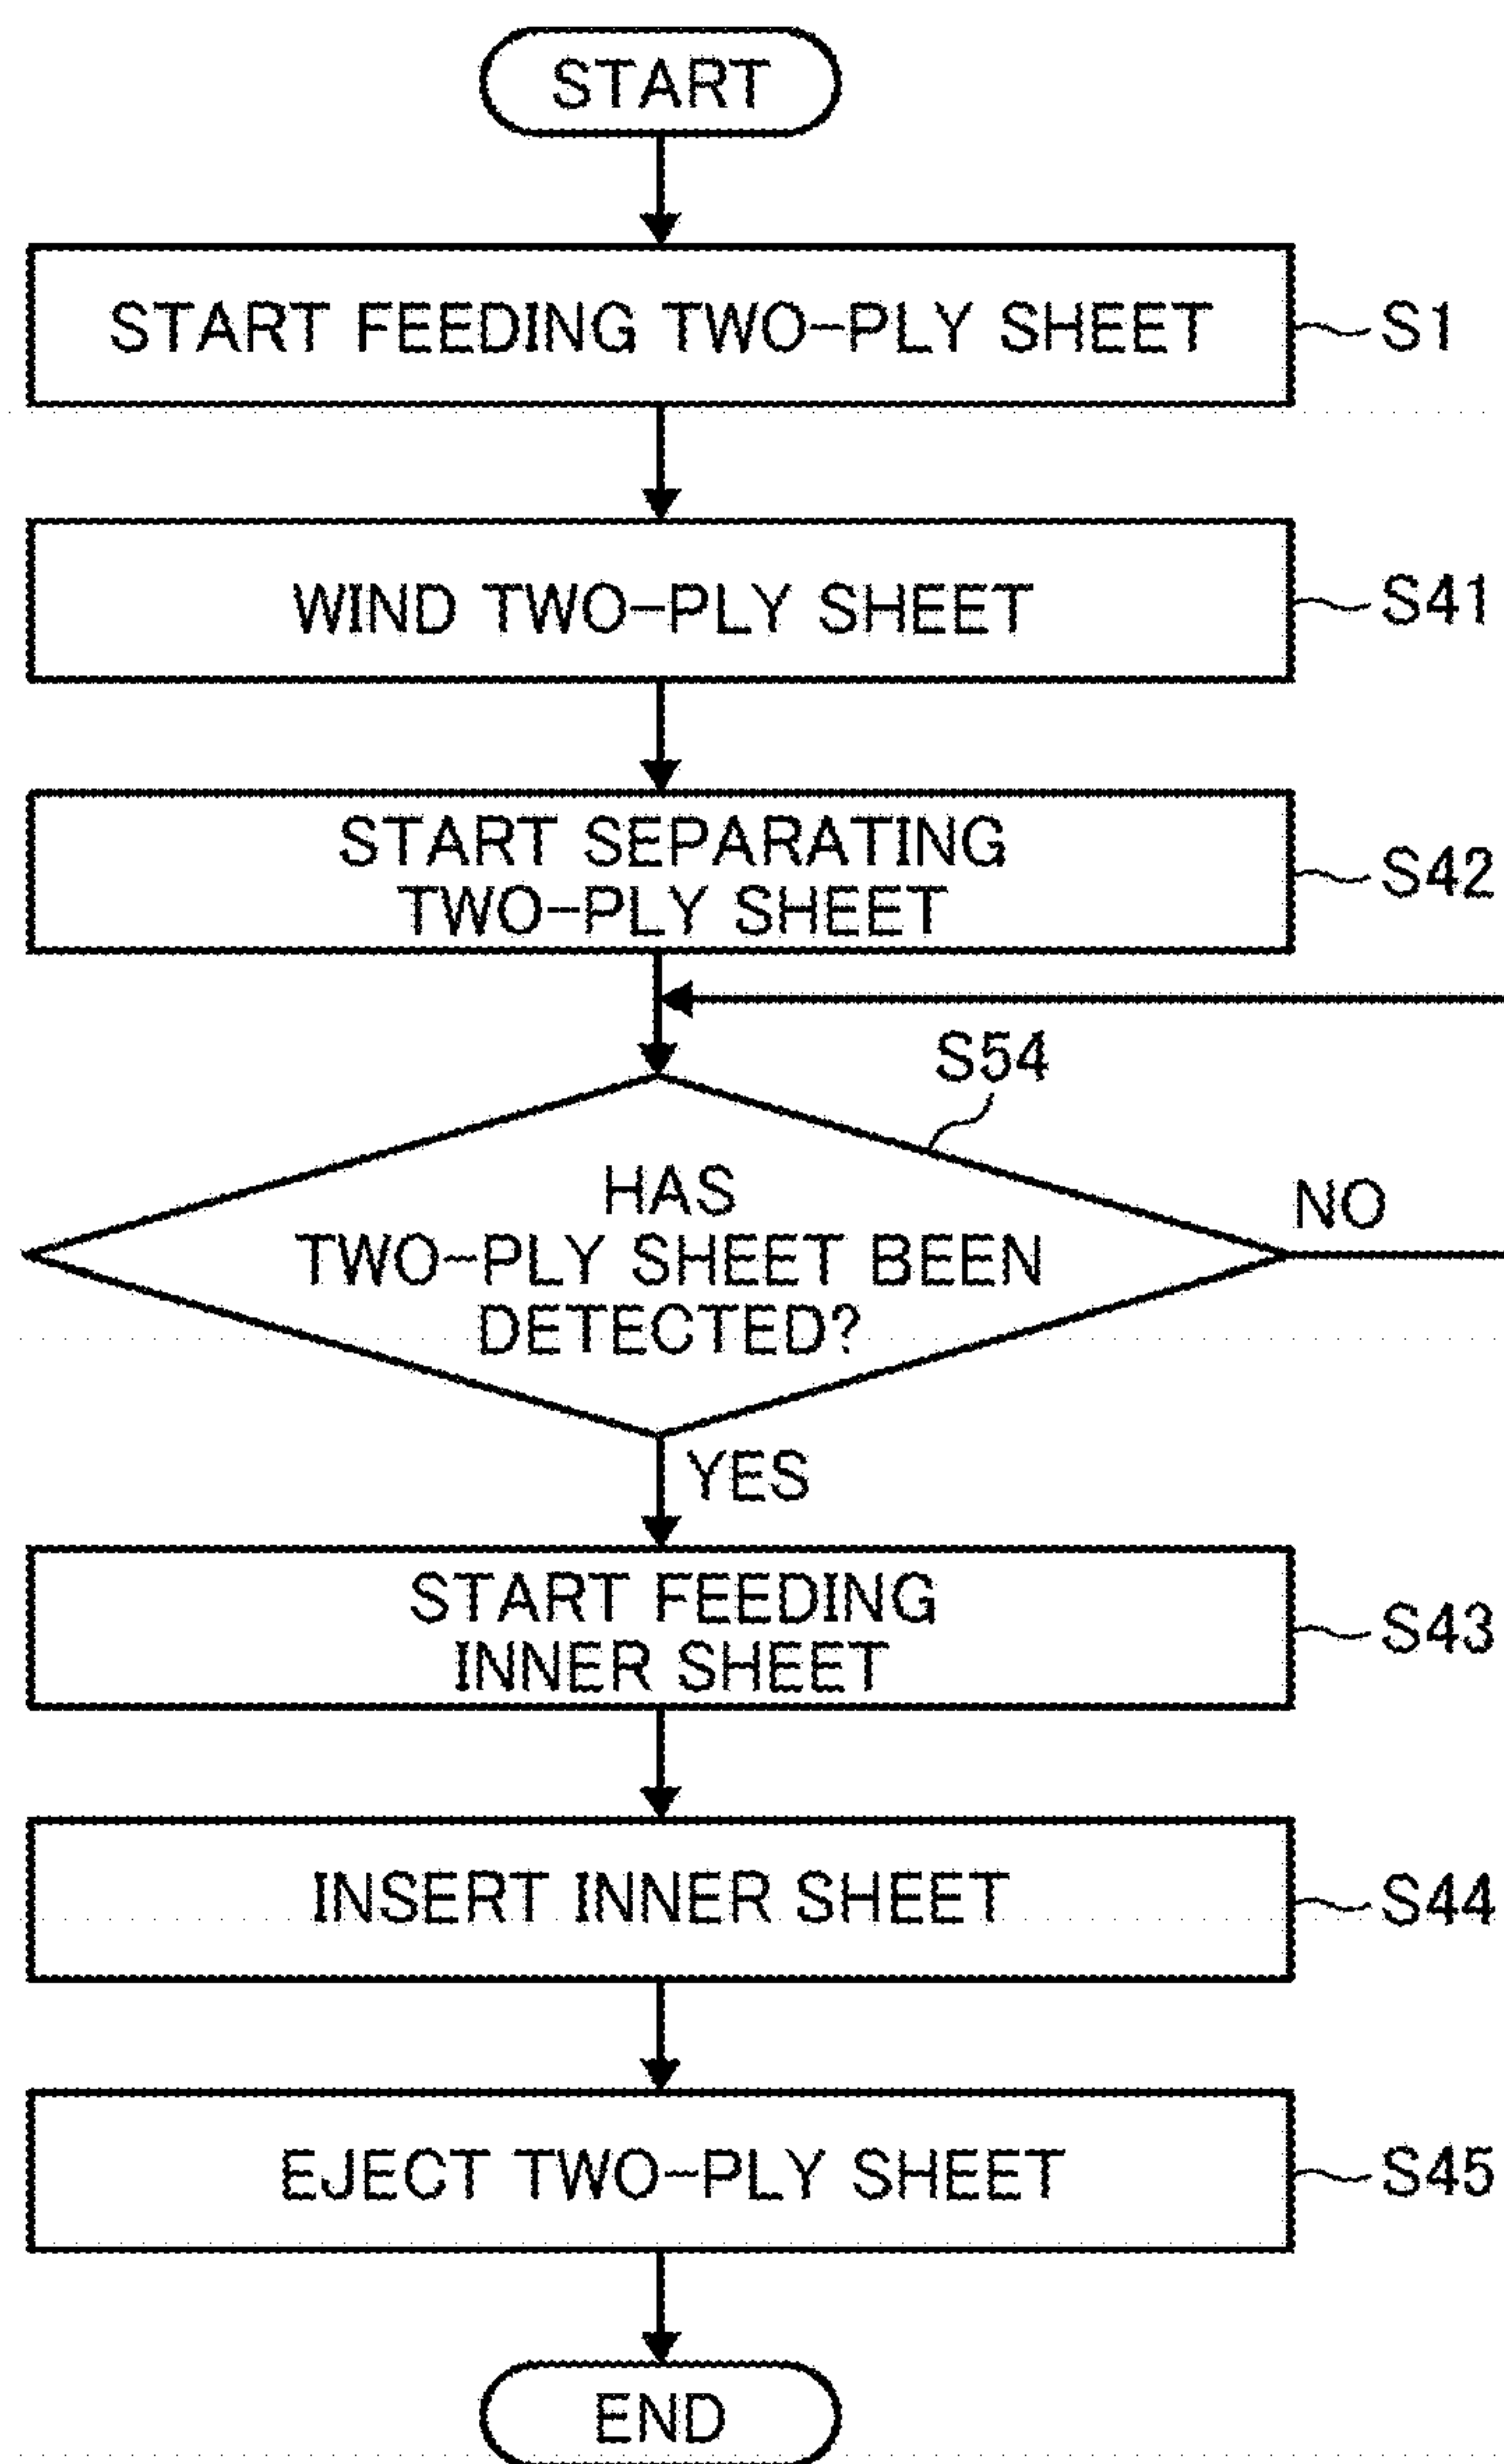 START
START FEEDING TWO-PLY SHEET
S1
WIND TWO-PLY SHEET
S41
START SEPARATING
TWO-PLY SHEET
S42
S54
HAS
TWO-PLY SHEET BEEN
DETECTED?
NO
YES
START FEEDING
INNER SHEET
S43
INSERT INNER SHEET
S44
EJECT TWO-PLY SHEET
S45
END